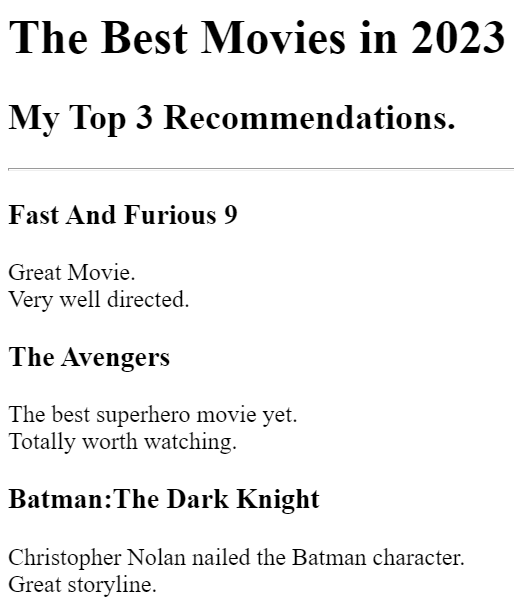 The Best Movies in 2023
My Top 3 Recommendations.
Fast And Furious 9
Great Movie.
Very well directed.
The Avengers
The best superhero movie yet.
Totally worth watching.
Batman:The Dark Knight
Christopher Nolan nailed the Batman character.
Great storyline.